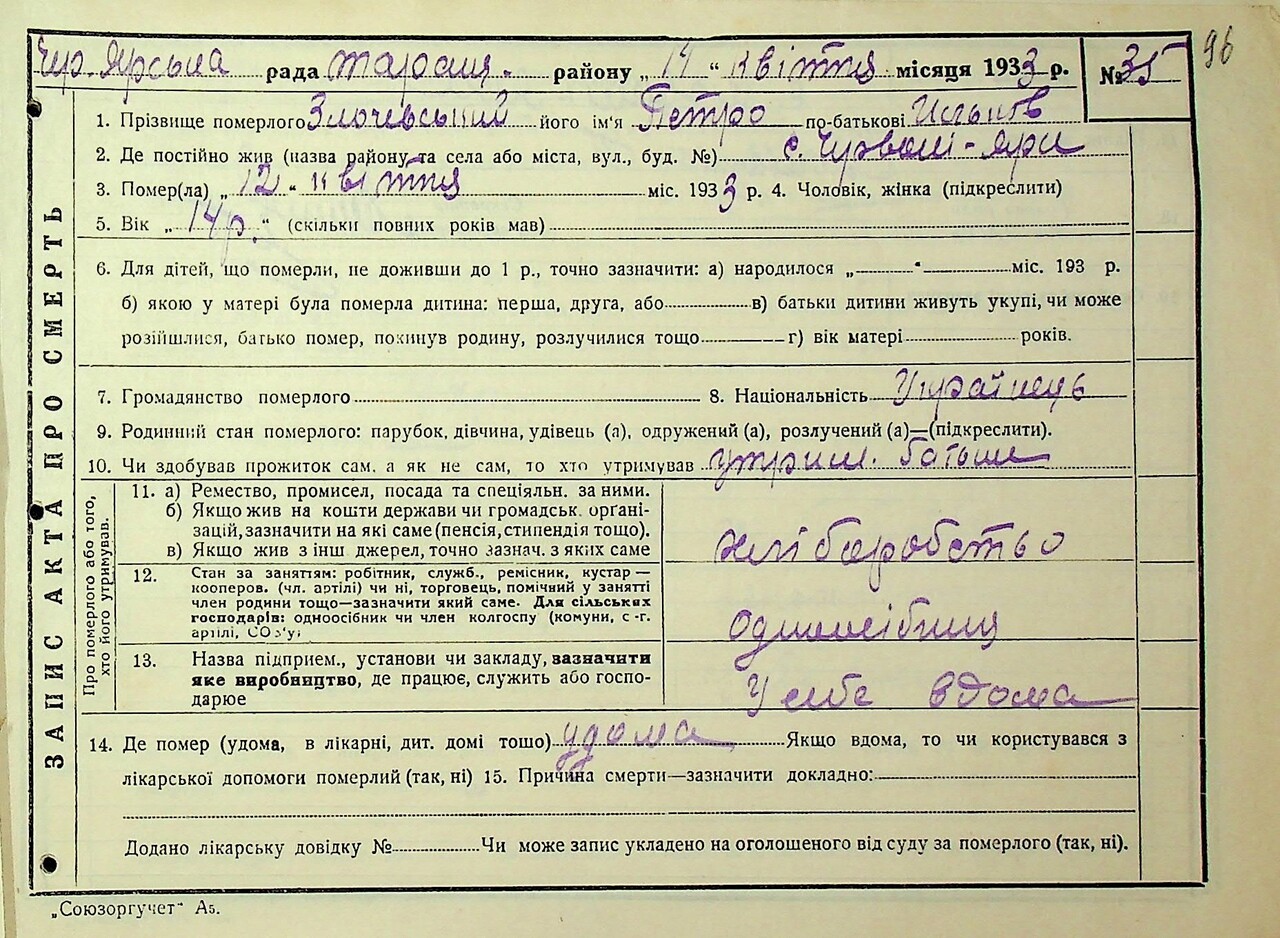 96
Чер. Ярська рада Таращ. району „14“ квітня місяця 1933 р. № 35
1. Прізвище померлого Злочевський його ім'я Петро по-батькові
2. Де постійно жив (назва району та села або міста, вул., буд. №) с. Червоні-Яри
3. Помер(ла) „12“ квітня міс. 1933 р. 4. Чоловік, жінка (підкреслити)
5. Вік „14р.“ (скільки повних років мав)
6. Для дітей, що померли, не доживши до 1 р., точно зазначити: а) народилося „ “ міс. 193 р.
б) якою у матері була померла дитина: перша, друга, або в) батьки дитини живуть укупі, чи може
розійшлися, батько помер, покинув родину, розлучилися тощо г) вік матері років.
7. Громадянство померлого 8. Національність Українець
9. Родинний стан померлого: парубок, дівчина, удівець (а), одружений (а), розлучений (а)—(підкреслити).
10. Чи здобував прожиток сам, а як не сам, то хто утримував утрим. батьки
ЗАПИС АКТА ПРО СМЕРТЬ
Про померлого або того,
хто його утримував.
11. а) Ремество, промисел, посада та спеціяльн. за ними.
б) Якщо жив на кошти держави чи громадськ. орґані-
зацій, зазначити на які саме (пенсія, стипендія тощо).
в) Якщо жив з інш джерел, точно зазнач. з яких саме
хліборобство
12. Стан за заняттям: робітник, служб., ремісник, кустар —
кооперов. (чл. артілі) чи ні, торговець, помічний у занятті
член родини тощо—зазначити який саме. Для сільських
господарів: одноосібник чи член колгоспу (комуни, с.-г.
артілі, СОЗ'у)
Одноосібниц
13. Назва підприєм., установи чи закладу, зазначити
яке виробництво, де працює, служить або госпо-
дарює
У себе вдома
14. Де помер (удома, в лікарні, дит. домі тощо) удома Якщо вдома, то чи користувався з
лікарської допомоги померлий (так, ні) 15. Причина смерти—зазначити докладно:
Додано лікарську довідку № Чи може запис укладено на оголошеного від суду за померлого (так, ні).
„Союзоргучет“ А5.